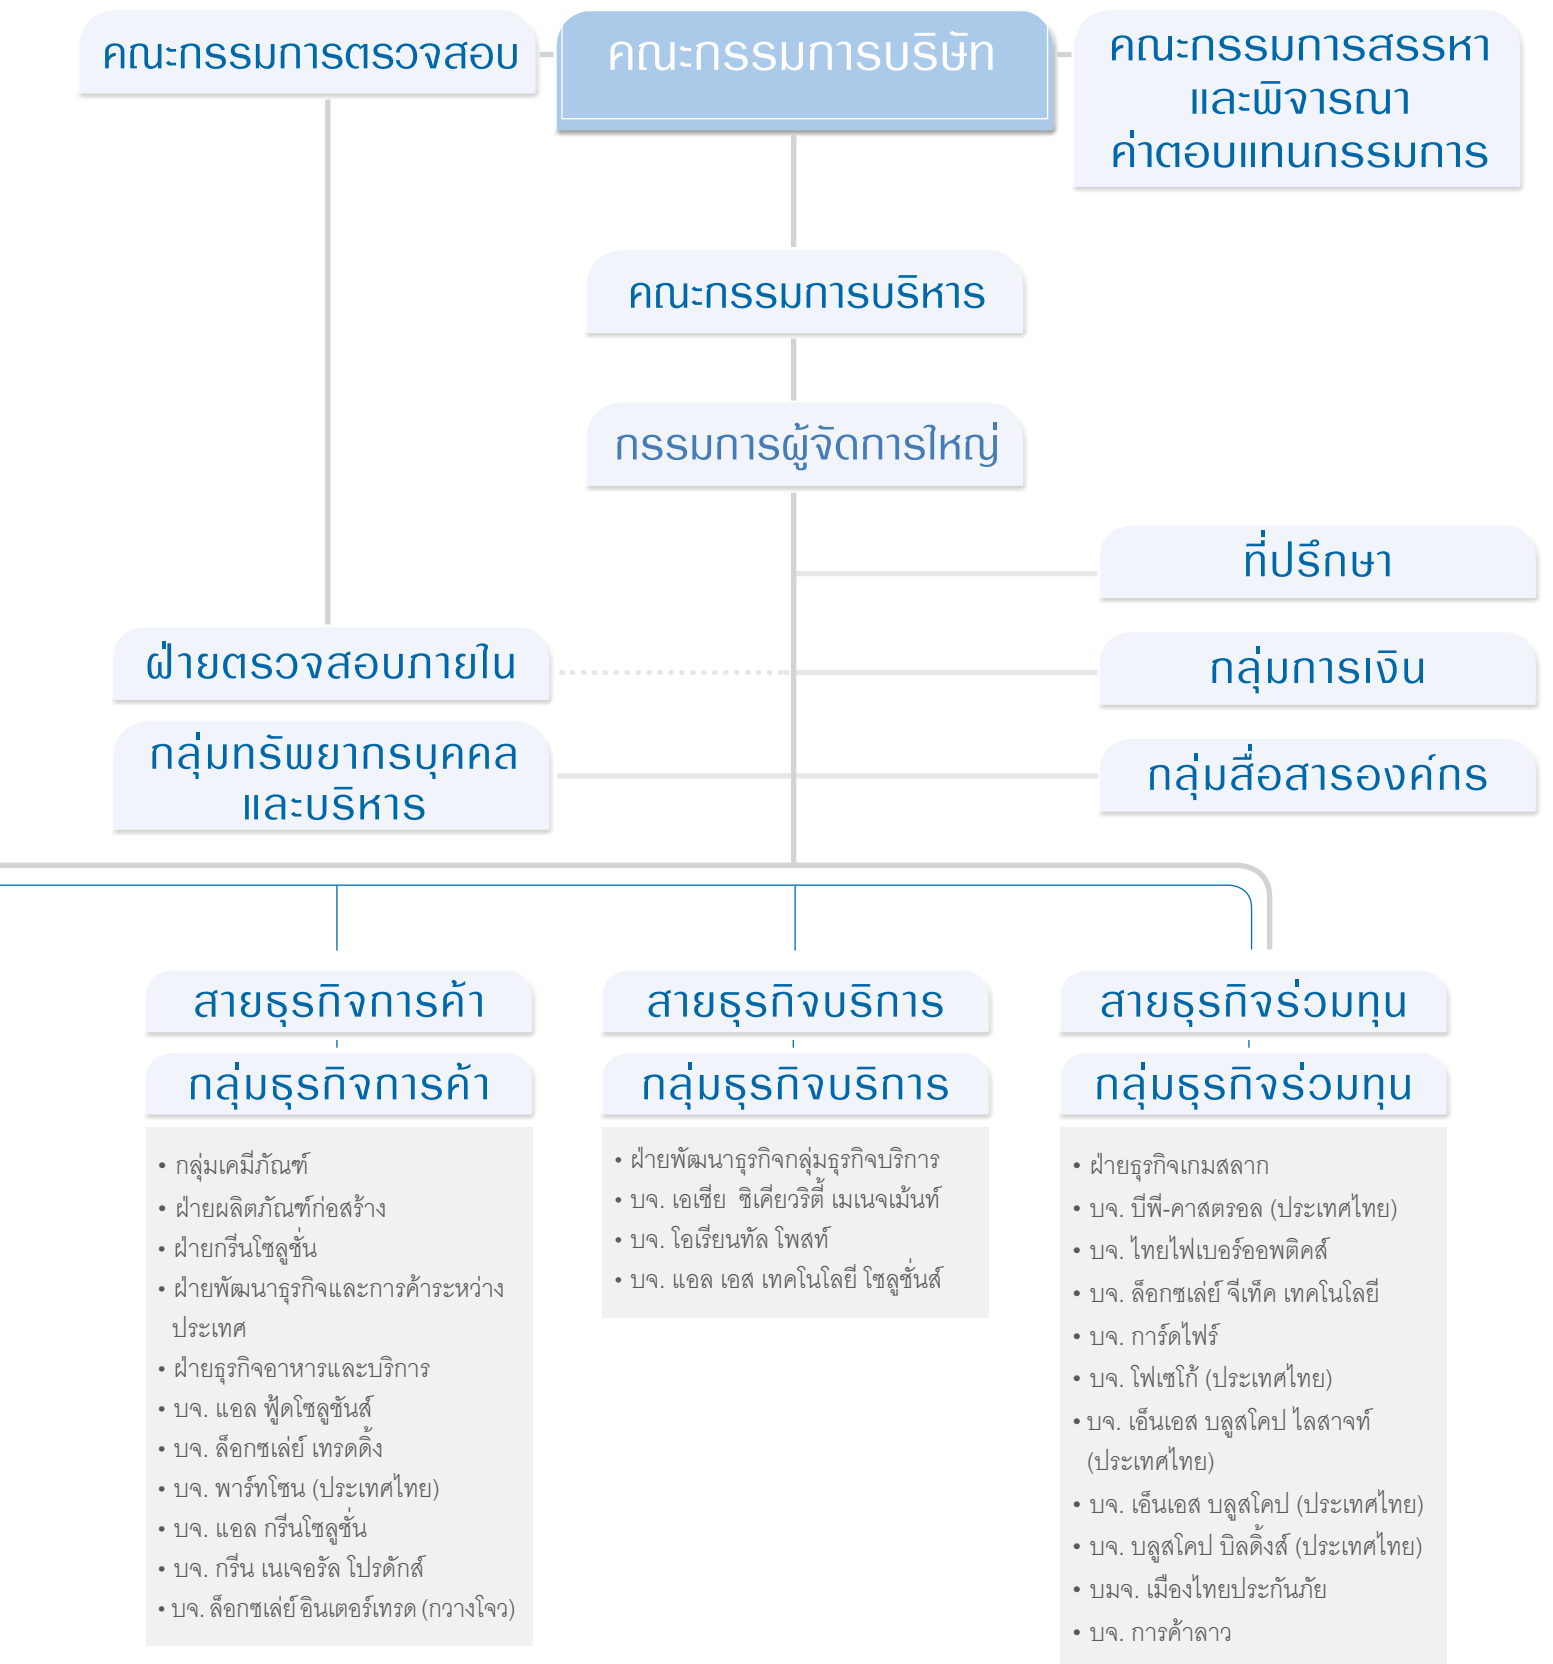 คณะกรรมการตรวจสอบ
คณะกรรมการบริษัท
คณะกรรมการสรรหา
และพิจารณา
ค่าตอบแทนกรรมการ
คณะกรรมการบริหาร
กรรมการผู้จัดการใหญ่
ที่ปรึกษา
ฝ่ายตรวจสอบภายใน
กลุ่มการเงิน
กลุ่มทรัพยากรบุคคล
และบริหาร
กลุ่มสื่อสารองค์กร
สายธุรกิจการค้า
กลุ่มธุรกิจการค้า
• กลุ่มเคมีภัณฑ์
• ฝ่ายผลิตภัณฑ์ก่อสร้าง
• ฝ่ายกรีนโซลูชั่น
• ฝ่ายพัฒนาธุรกิจและการค้าระหว่าง
ประเทศ
• ฝ่ายธุรกิจอาหารและบริการ
• บจ. แอล ฟู้ดโซลูชันส์
• บจ. ล็อกซเล่ย์ เทรดดิ้ง
• บจ. พาร์ทโซน (ประเทศไทย)
• บจ. แอล กรีนโซลูชั่น
• บจ. กรีน เนเจอรัล โปรดักส์
• บจ. ล็อกซเล่ย์ อินเตอร์เทรด (กวางโจว)
สายธุรกิจบริการ
กลุ่มธุรกิจบริการ
• ฝ่ายพัฒนาธุรกิจกลุ่มธุรกิจบริการ
• บจ. เอเชีย ซิเคียวริตี้ เมเนจเม้นท์
• บจ. โอเรียนทัล โพสท์
• บจ. แอล เอส เทคโนโลยี โซลูชั่นส์
สายธุรกิจร่วมทุน
กลุ่มธุรกิจร่วมทุน
• ฝ่ายธุรกิจเกมสลาก
• บจ. บีพี-คาสตรอล (ประเทศไทย)
• บจ. ไทยไฟเบอร์ออพติคส์
• บจ. ล็อกซเล่ย์ จีเท็ค เทคโนโลยี
• บจ. การ์ดไฟร์
• บจ. โฟเซโก้ (ประเทศไทย)
• บจ. เอ็นเอส บลูสโคป ไลสาจท์
(ประเทศไทย)
• บจ. เอ็นเอส บลูสโคป (ประเทศไทย)
• บจ. บลูสโคป บิลดิ้งส์ (ประเทศไทย)
• บมจ. เมืองไทยประกันภัย
• บจ. การค้าลาว